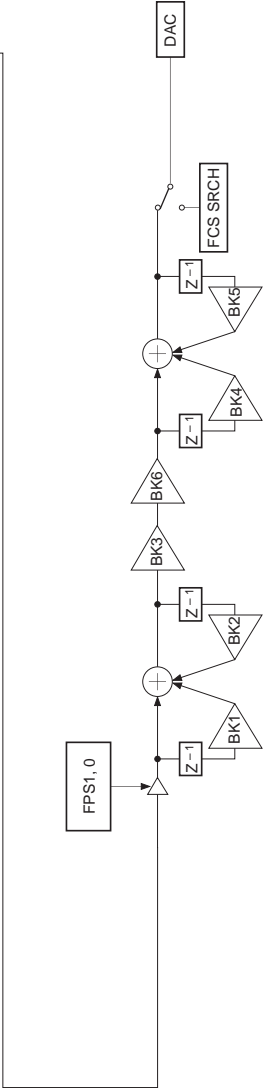 DAC
FCS SRCH
Z – 1
BK5
Z – 1
BK4
BK6
BK3
Z – 1
BK2
FPS1, 0
Z – 1
BK1